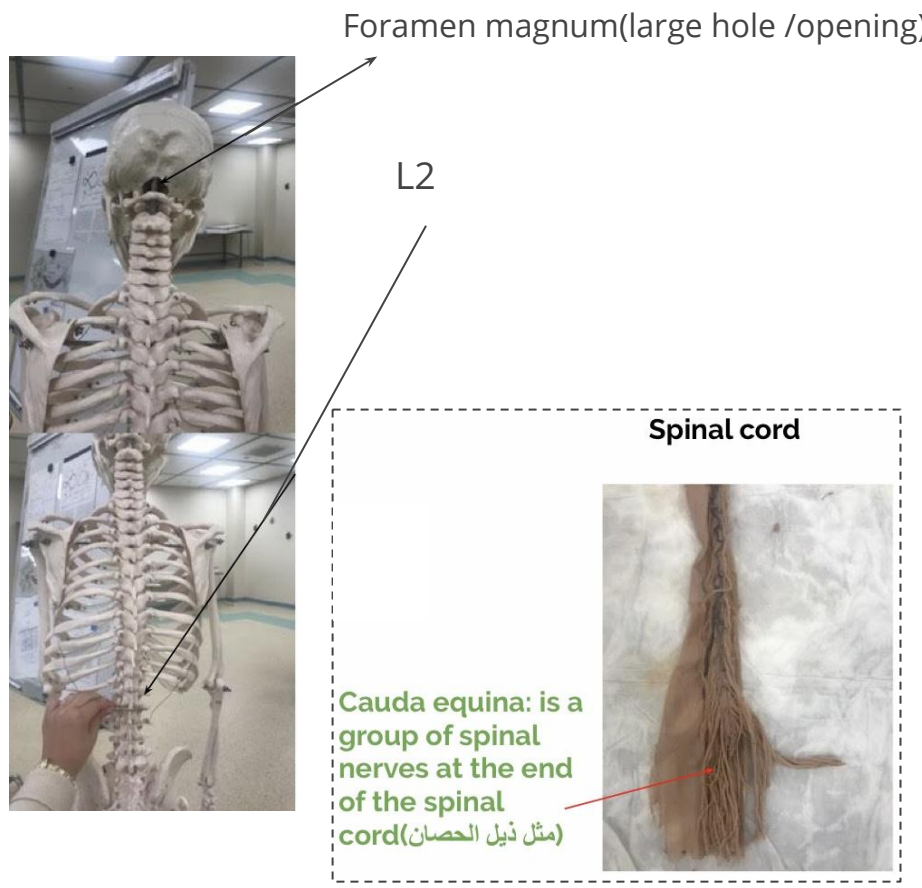 Foramen magnum(large hole /opening)
L2
Spinal cord
Cauda equina: is a
group of spinal
nerves at the end
of the spinal
cord(مثل ذيل الحصان)